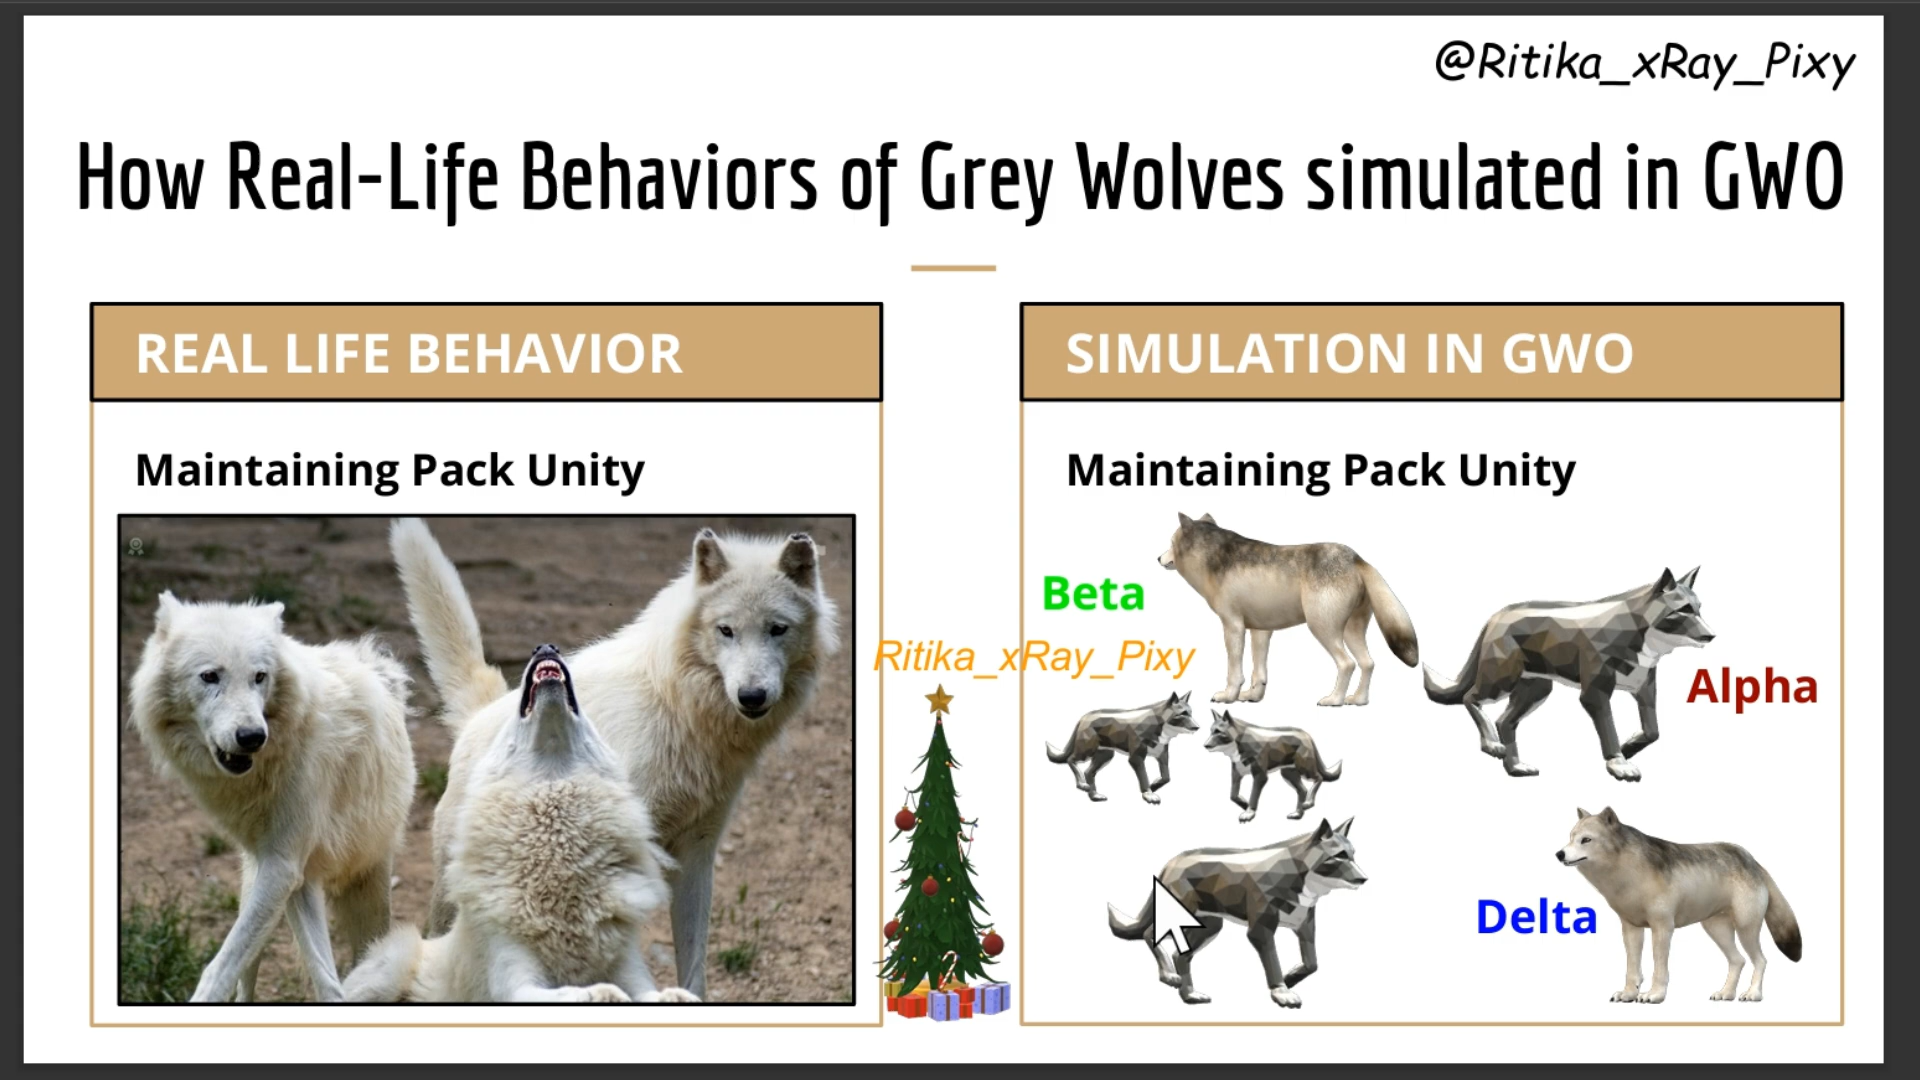 @Ritika_xRay_Pixy
How Real-Life Behaviors of Grey Wolves simulated in GWO
REAL LIFE BEHAVIOR
Maintaining Pack Unity
SIMULATION IN GWO
Maintaining Pack Unity
Beta
Alpha
Delta
Ritika_xRay_Pixy